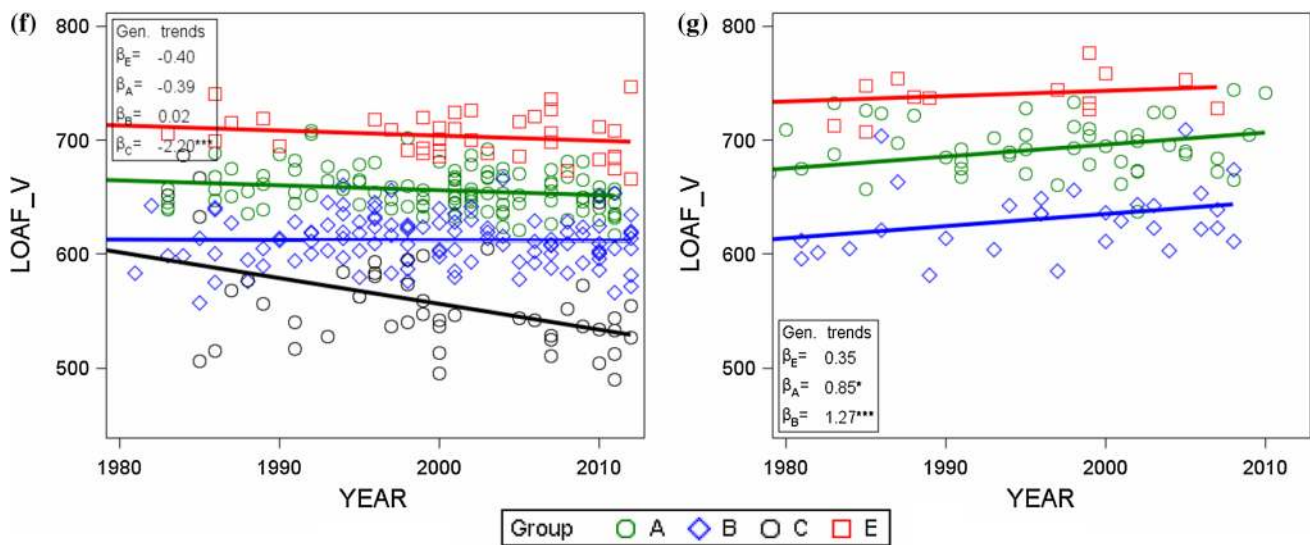 (f)
Gen. trends
βE= -0.40
βA= -0.39
βB= 0.02
βC= -2.20***
800
700
600
500
LOAF_V
1980 1990 2000 2010
YEAR
(g)
800
700
600
500
LOAF_V
Gen. trends
βE= 0.35
βA= 0.85*
βB= 1.27***
1980 1990 2000 2010
YEAR
Group A B C E